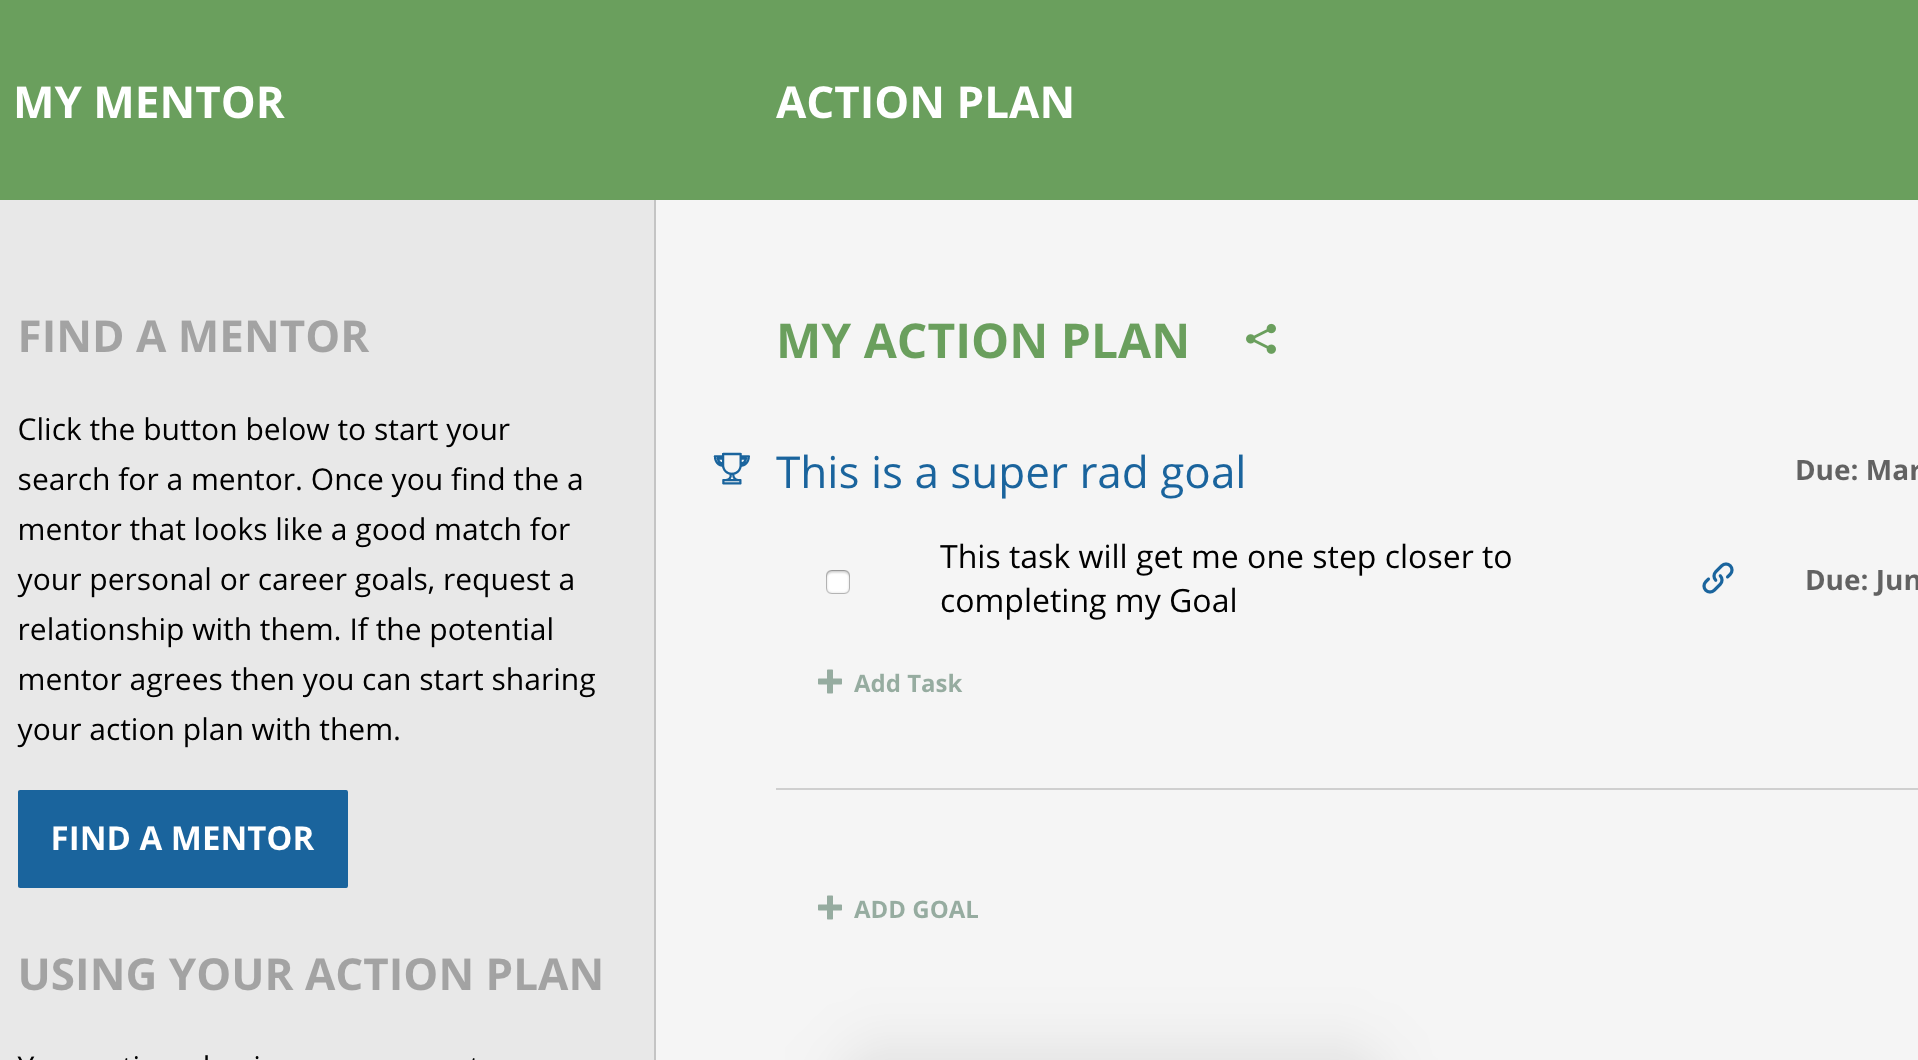 MY MENTOR
ACTION PLAN
FIND A MENTOR
Click the button below to start your
search for a mentor. Once you find the a
mentor that looks like a good match for
your personal or career goals, request a
relationship with them. If the potential
mentor agrees then you can start sharing
your action plan with them.
FIND A MENTOR
USING YOUR ACTION PLAN
MY ACTION PLAN
This is a super rad goal
Due: Mar
This task will get me one step closer to
completing my Goal
Due: Jun
Add Task
ADD GOAL